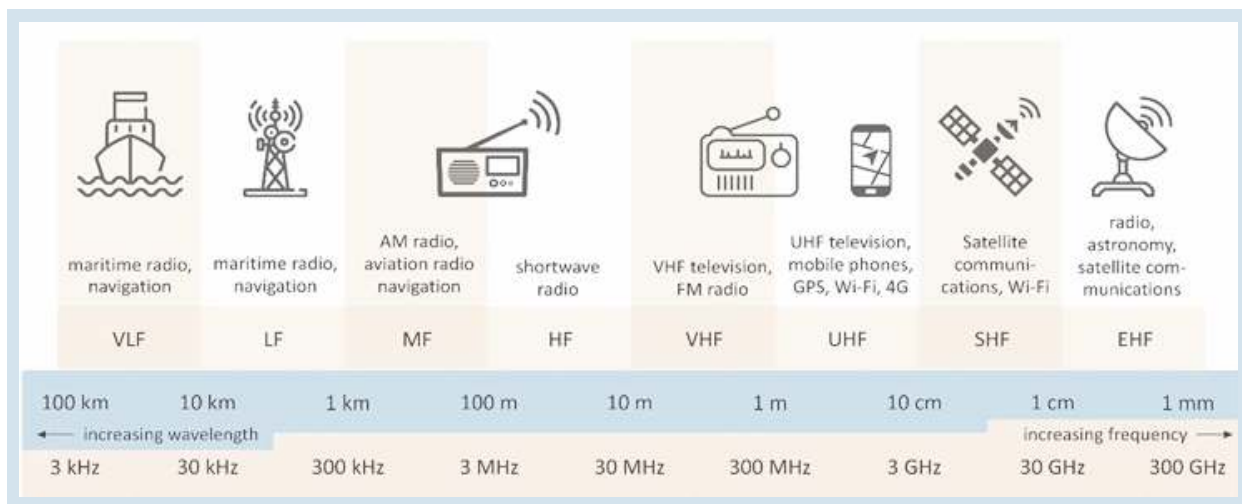 maritime radio,
navigation
maritime radio,
navigation
AM radio,
aviation radio
navigation
shortwave
radio
VHF television,
FM radio
UHF television,
mobile phones,
GPS, Wi-Fi, 4G
Satellite
communi-
cations, Wi-Fi
radio,
astronomy,
satellite com-
munications
VLF LF MF HF VHF UHF SHF EHF
100 km 10 km 1 km 100 m 10 m 1 m 10 cm 1 cm 1 mm
increasing wavelength increasing frequency
3 kHz 30 kHz 300 kHz 3 MHz 30 MHz 300 MHz 3 GHz 30 GHz 300 GHz